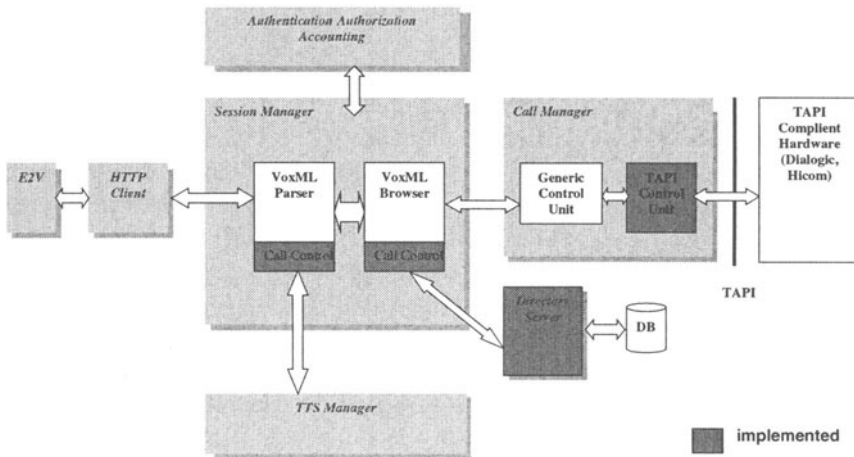 Authentication Authorization
Accounting
Session Manager
Call Manager
TAPI
Complient
Hardware
(Dialogic,
Hicom)
E2V
HTTP
Client
VoxML
Parser
VoxML
Browser
Generic
Control
Unit
TAPI
Control
Unit
Call Control
Call Control
TAPI
Directory
Server
DB
TTS Manager
implemented